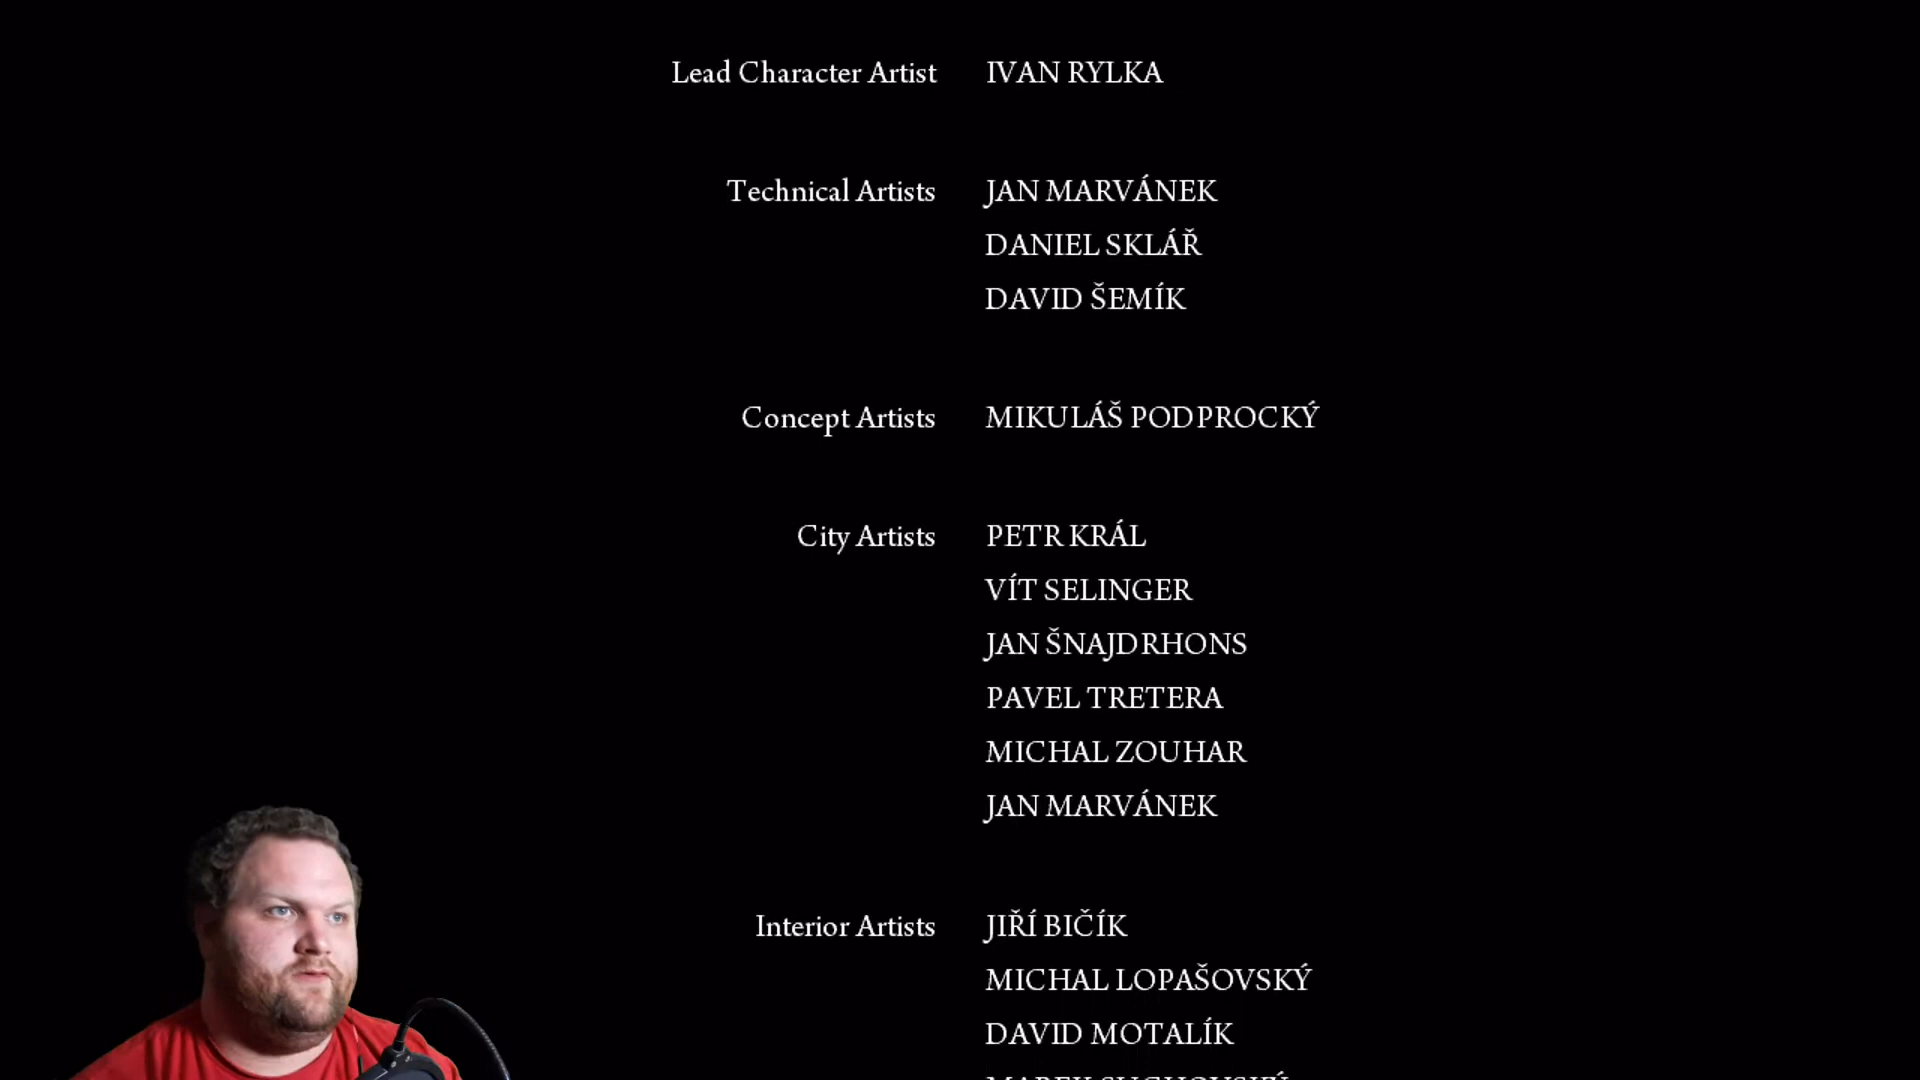 Lead Character Artist IVAN RYLKA
Technical Artists JAN MARVÁNEK
DANIEL SKLÁŘ
DAVID ŠEMÍK
Concept Artists MIKULÁŠ PODPROCKÝ
City Artists PETR KRÁL
VÍT SELINGER
JAN ŠNAJDRHONS
PAVEL TRETERA
MICHAL ZOUHAR
JAN MARVÁNEK
Interior Artists JIŘÍ BIČÍK
MICHAL LOPAŠOVSKÝ
DAVID MOTALÍK